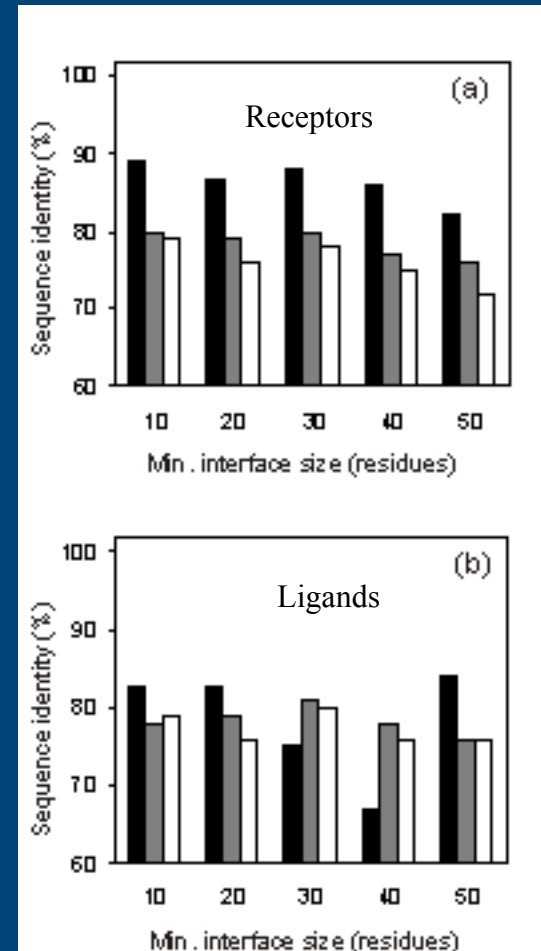 (a)
Receptors
100
90
80
70
60
Sequence identity (%)
10 20 30 40 50
Min. interface size (residues)
(b)
Ligands
100
90
80
70
60
Sequence identity (%)
10 20 30 40 50
Min. interface size (residues)